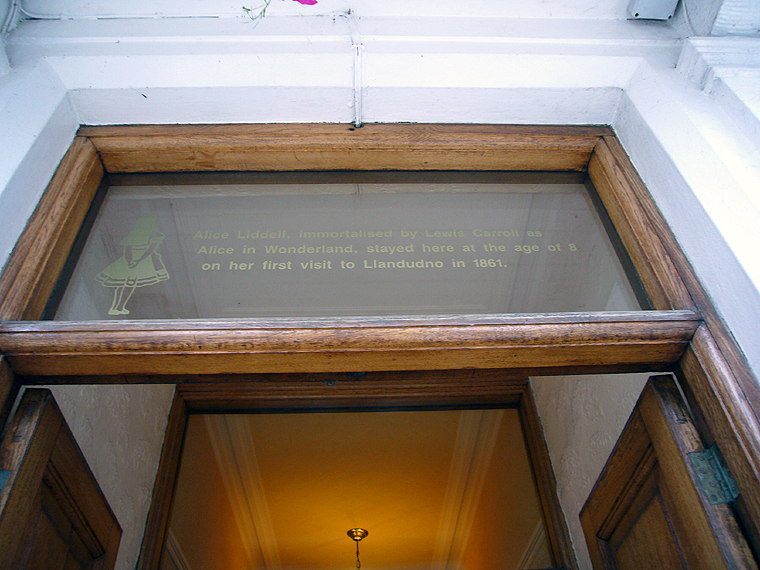 Alice Liddell, immortalised by Lewis Carroll as
Alice in Wonderland, stayed here at the age of 8
on her first visit to Llandudno in 1861.